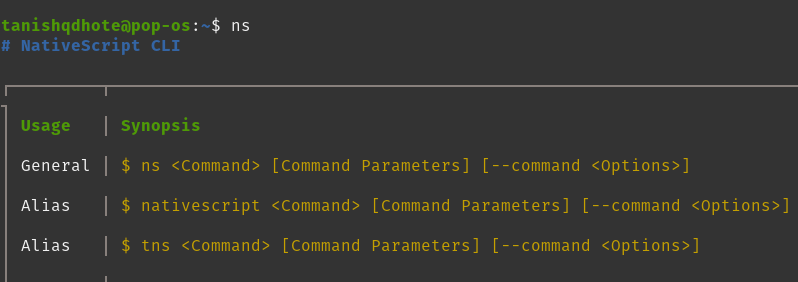 tanishqdhote@pop-os:~$ ns
# NativeScript CLI
Usage Synopsis
General $ ns <Command> [Command Parameters] [--command <Options>]
Alias $ nativescript <Command> [Command Parameters] [--command <Options>]
Alias $ tns <Command> [Command Parameters] [--command <Options>]